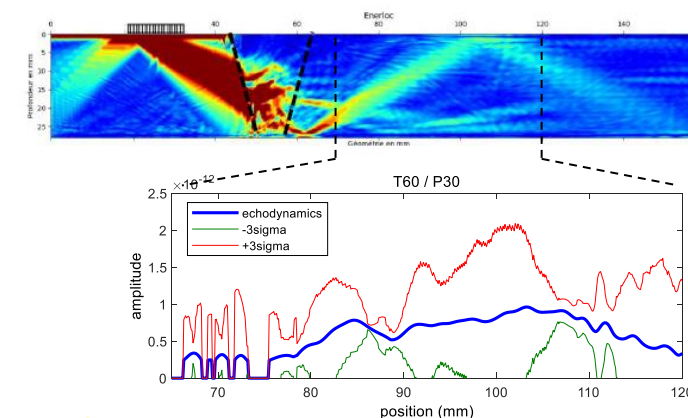 Enerloc
0 40 60 80 100 120 140
0
5
10
15
20
25
Profondeur en mm
Géométrie en mm
×10-12
T60 / P30
2.5
2
1.5
1
0.5
0
amplitude
echodynamics
-3sigma
+3sigma
70 80 90 100 110 120
position (mm)